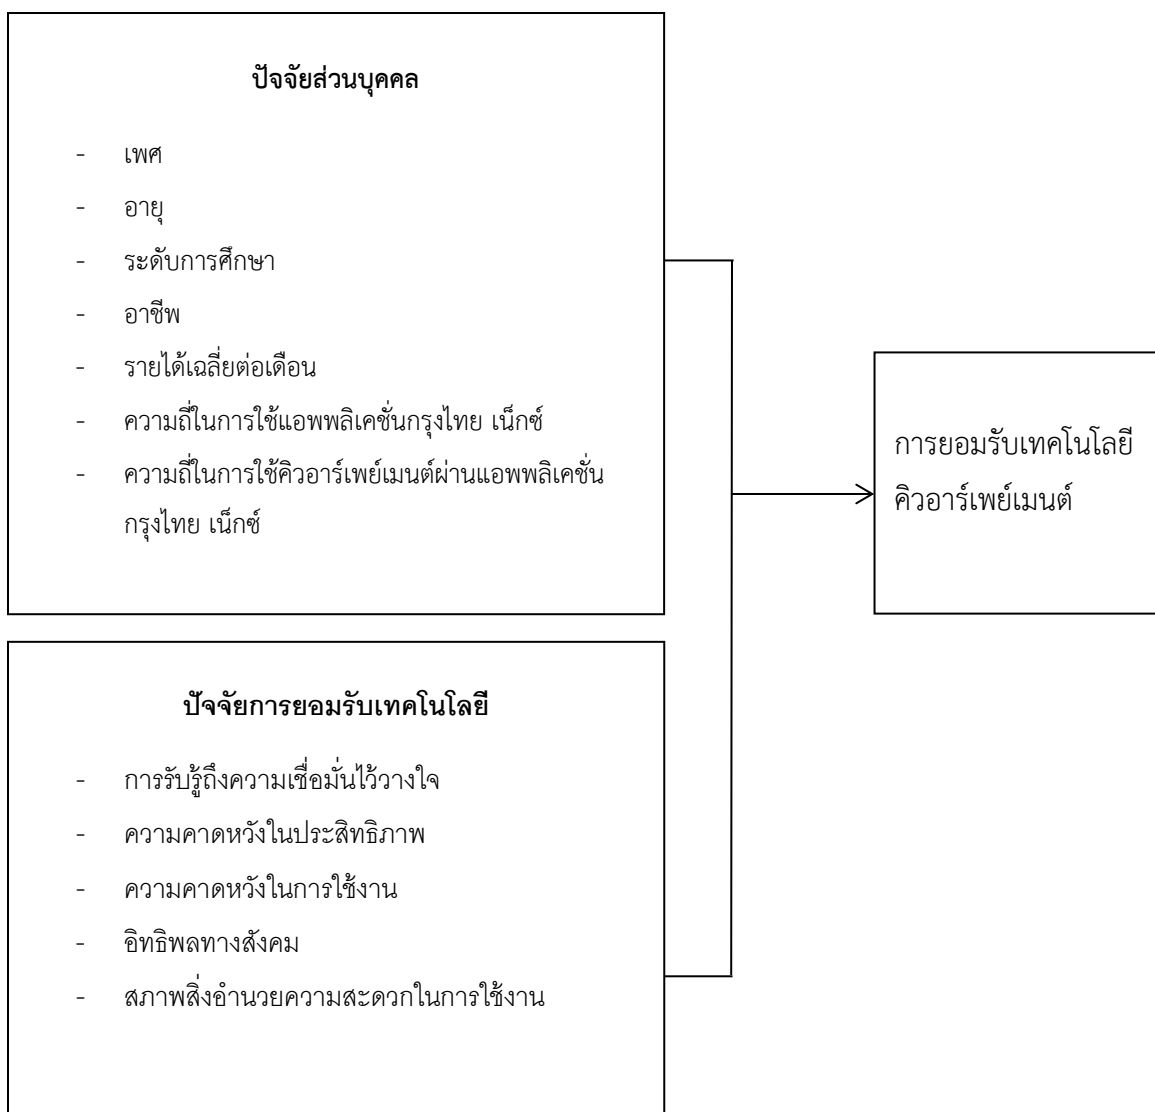 ปัจจัยส่วนบุคคล
- เพศ
- อายุ
- ระดับการศึกษา
- อาชีพ
- รายได้เฉลี่ยต่อเดือน
- ความถี่ในการใช้แอพพลิเคชั่นกรุงไทย เน็กซ์
- ความถี่ในการใช้คิวอาร์เพย์เมนต์ผ่านแอพพลิเคชั่น
กรุงไทย เน็กซ์
การยอมรับเทคโนโลยี
คิวอาร์เพย์เมนต์
ปัจจัยการยอมรับเทคโนโลยี
- การรับรู้ถึงความเชื่อมั่นไว้วางใจ
- ความคาดหวังในประสิทธิภาพ
- ความคาดหวังในการใช้งาน
- อิทธิพลทางสังคม
- สภาพสิ่งอำนวยความสะดวกในการใช้งาน